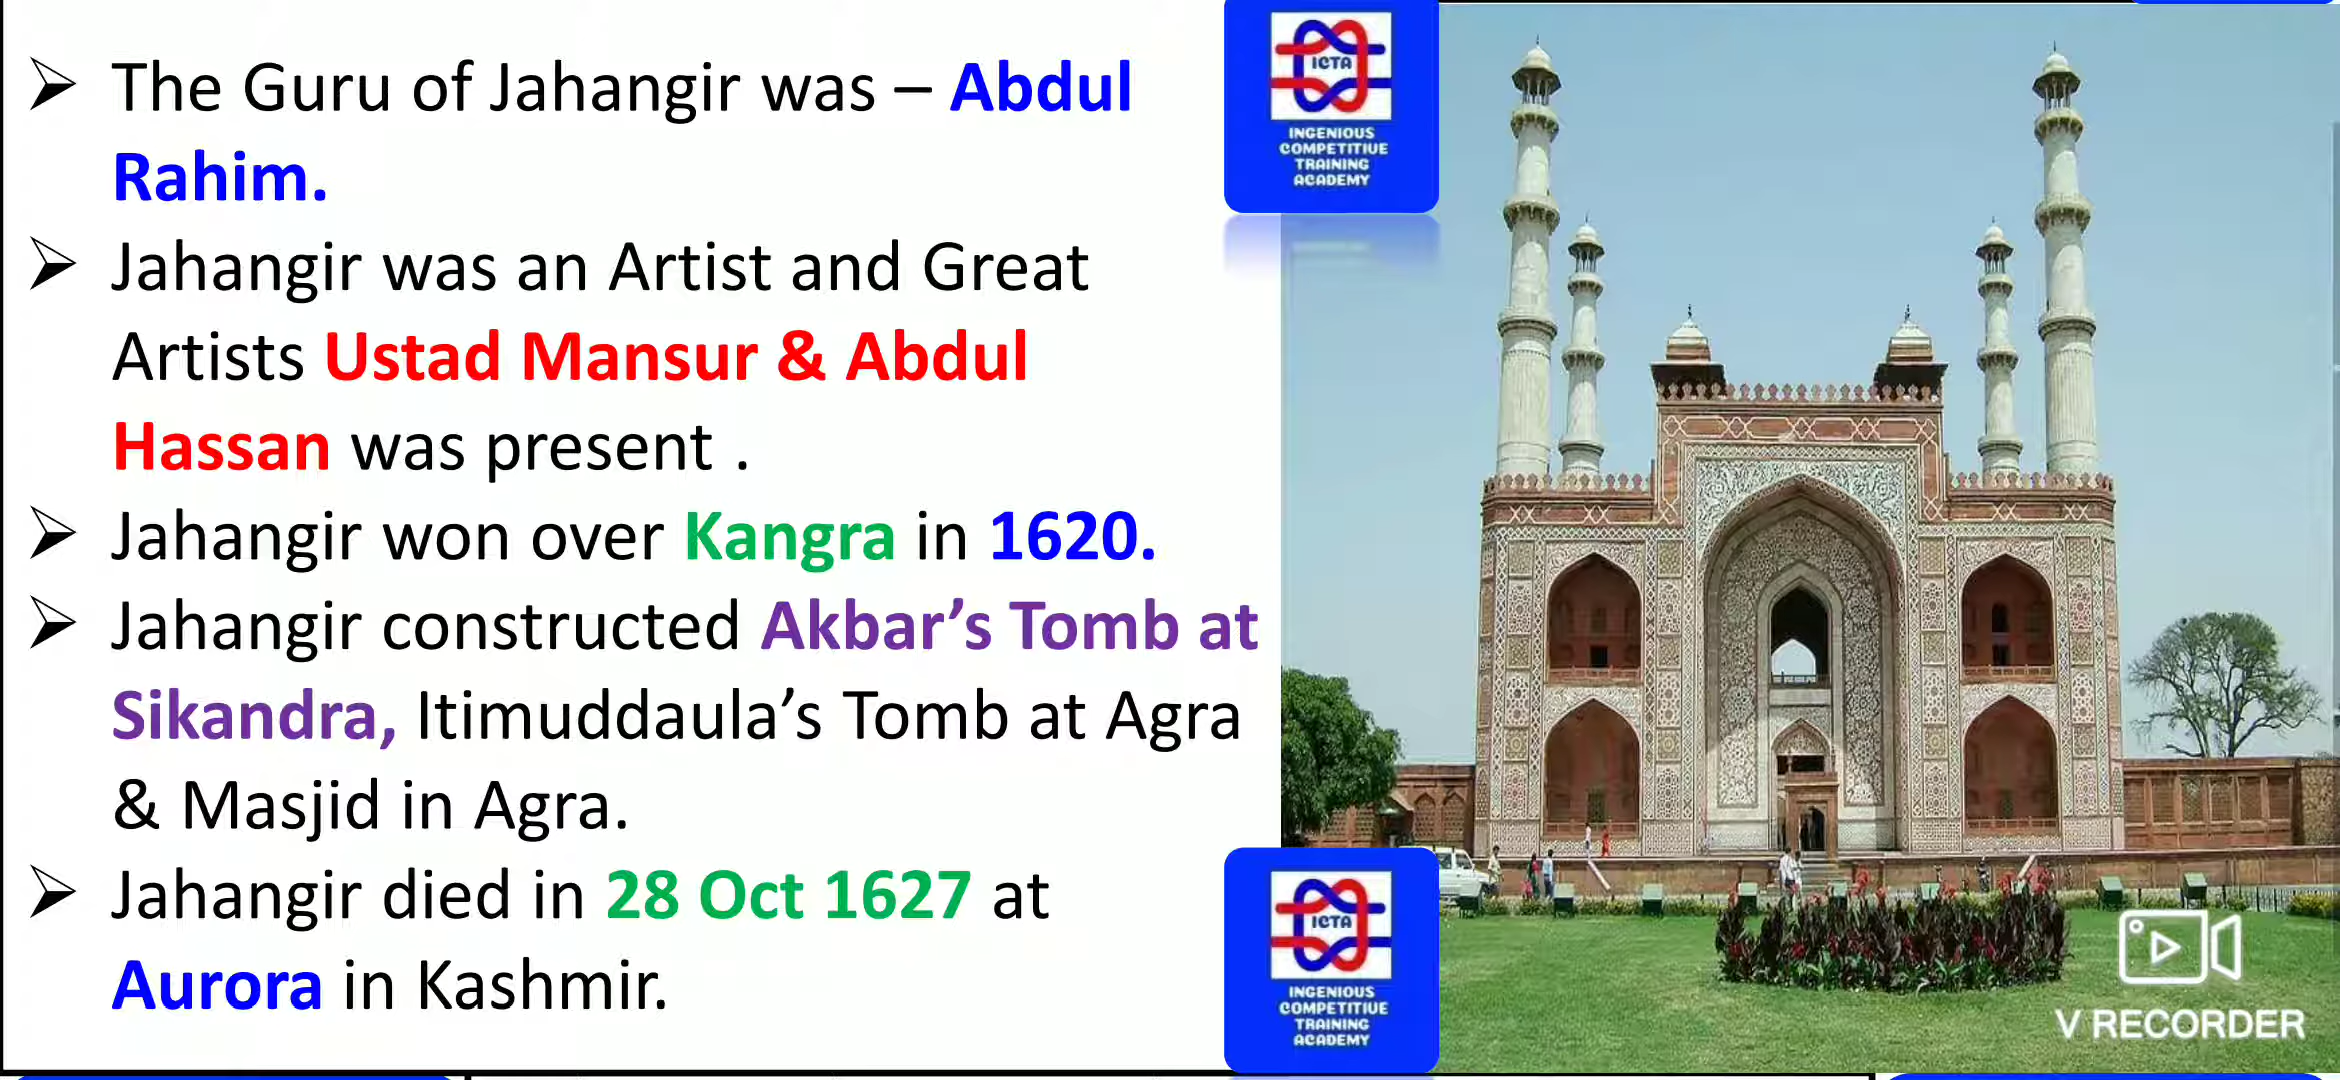 ➢ The Guru of Jahangir was – Abdul
Rahim.
➢ Jahangir was an Artist and Great
Artists Ustad Mansur & Abdul
Hassan was present .
➢ Jahangir won over Kangra in 1620.
➢ Jahangir constructed Akbar’s Tomb at
Sikandra, Itimuddaula’s Tomb at Agra
& Masjid in Agra.
➢ Jahangir died in 28 Oct 1627 at
Aurora in Kashmir.
ICTA
INGENIOUS
COMPETITIVE
TRAINING
ACADEMY
ICTA
INGENIOUS
COMPETITIVE
TRAINING
ACADEMY
V RECORDER